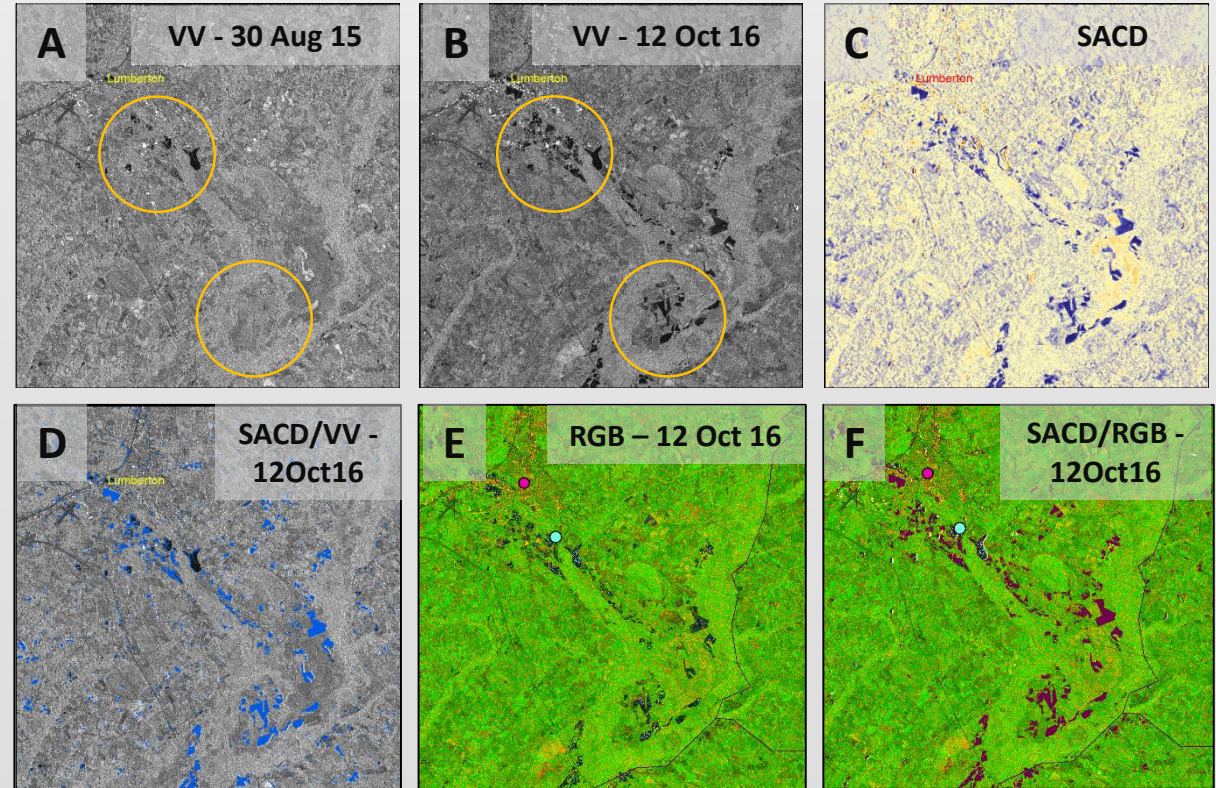 A
VV - 30 Aug 15
Lumberton
B
VV - 12 Oct 16
Lumberton
C
SACD
Lumberton
D
SACD/VV -
12Oct16
Lumberton
E
RGB – 12 Oct 16
F
SACD/RGB -
12Oct16